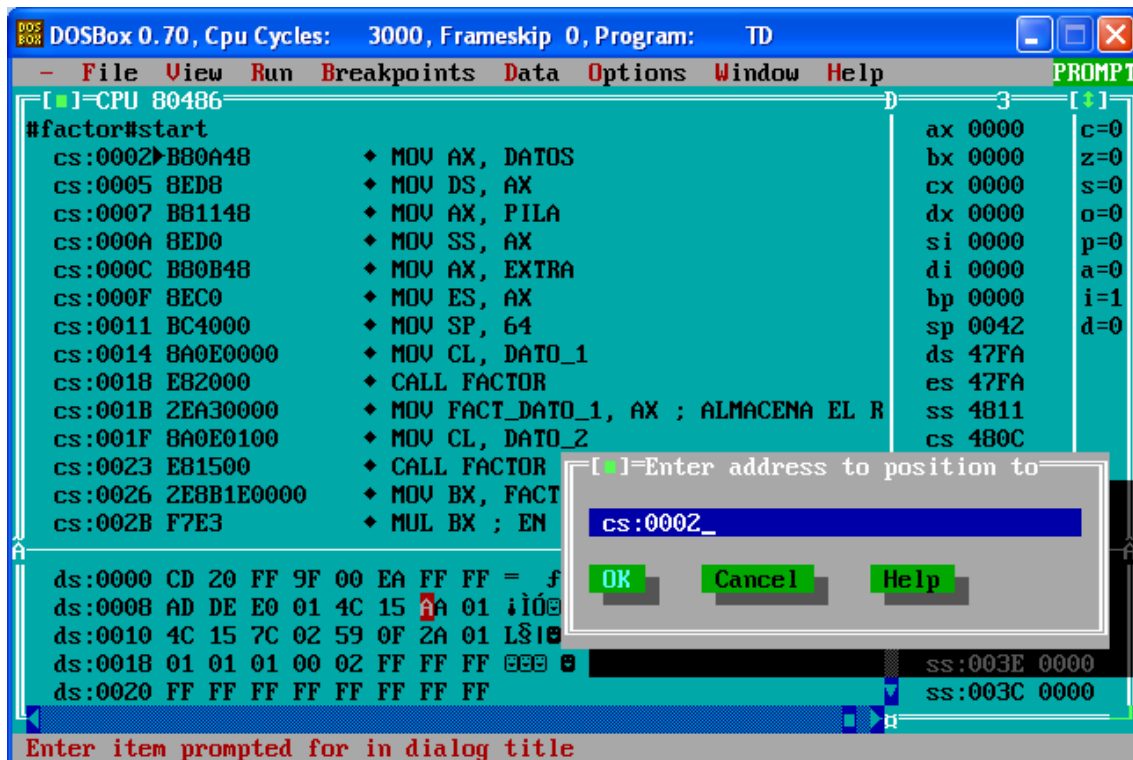 DOSBox 0.70, Cpu Cycles: 3000, Frameskip 0, Program: TD
- File View Run Breakpoints Data Options Window Help PROMPT
[■]=CPU 80486 D 3 [↕]
#factor#start
cs:0002►B80A48 ♦ MOV AX, DATOS
cs:0005 8ED8 ♦ MOV DS, AX
cs:0007 B81148 ♦ MOV AX, PILA
cs:000A 8ED0 ♦ MOV SS, AX
cs:000C B80B48 ♦ MOV AX, EXTRA
cs:000F 8EC0 ♦ MOV ES, AX
cs:0011 BC4000 ♦ MOV SP, 64
cs:0014 8A0E0000 ♦ MOV CL, DATO_1
cs:0018 E82000 ♦ CALL FACTOR
cs:001B 2EA30000 ♦ MOV FACT_DATO_1, AX ; ALMACENA EL R
cs:001F 8A0E0100 ♦ MOV CL, DATO_2
cs:0023 E81500 ♦ CALL FACTOR
cs:0026 2E8B1E0000 ♦ MOV BX, FACT
cs:002B F7E3 ♦ MUL BX ; EN
ax 0000 c=0
bx 0000 z=0
cx 0000 s=0
dx 0000 o=0
si 0000 p=0
di 0000 a=0
bp 0000 i=1
sp 0042 d=0
ds 47FA
es 47FA
ss 4811
cs 480C
[■]=Enter address to position to
cs:0002_
OK Cancel Help
ds:0000 CD 20 FF 9F 00 EA FF FF = ƒ
ds:0008 AD DE E0 01 4C 15 AA 01
ds:0010 4C 15 7C 02 59 0F 2A 01 L§|☻
ds:0018 01 01 01 00 02 FF FF FF ☺☺☺ ☻
ds:0020 FF FF FF FF FF FF FF FF
ss:003E 0000
ss:003C 0000
Enter item prompted for in dialog title